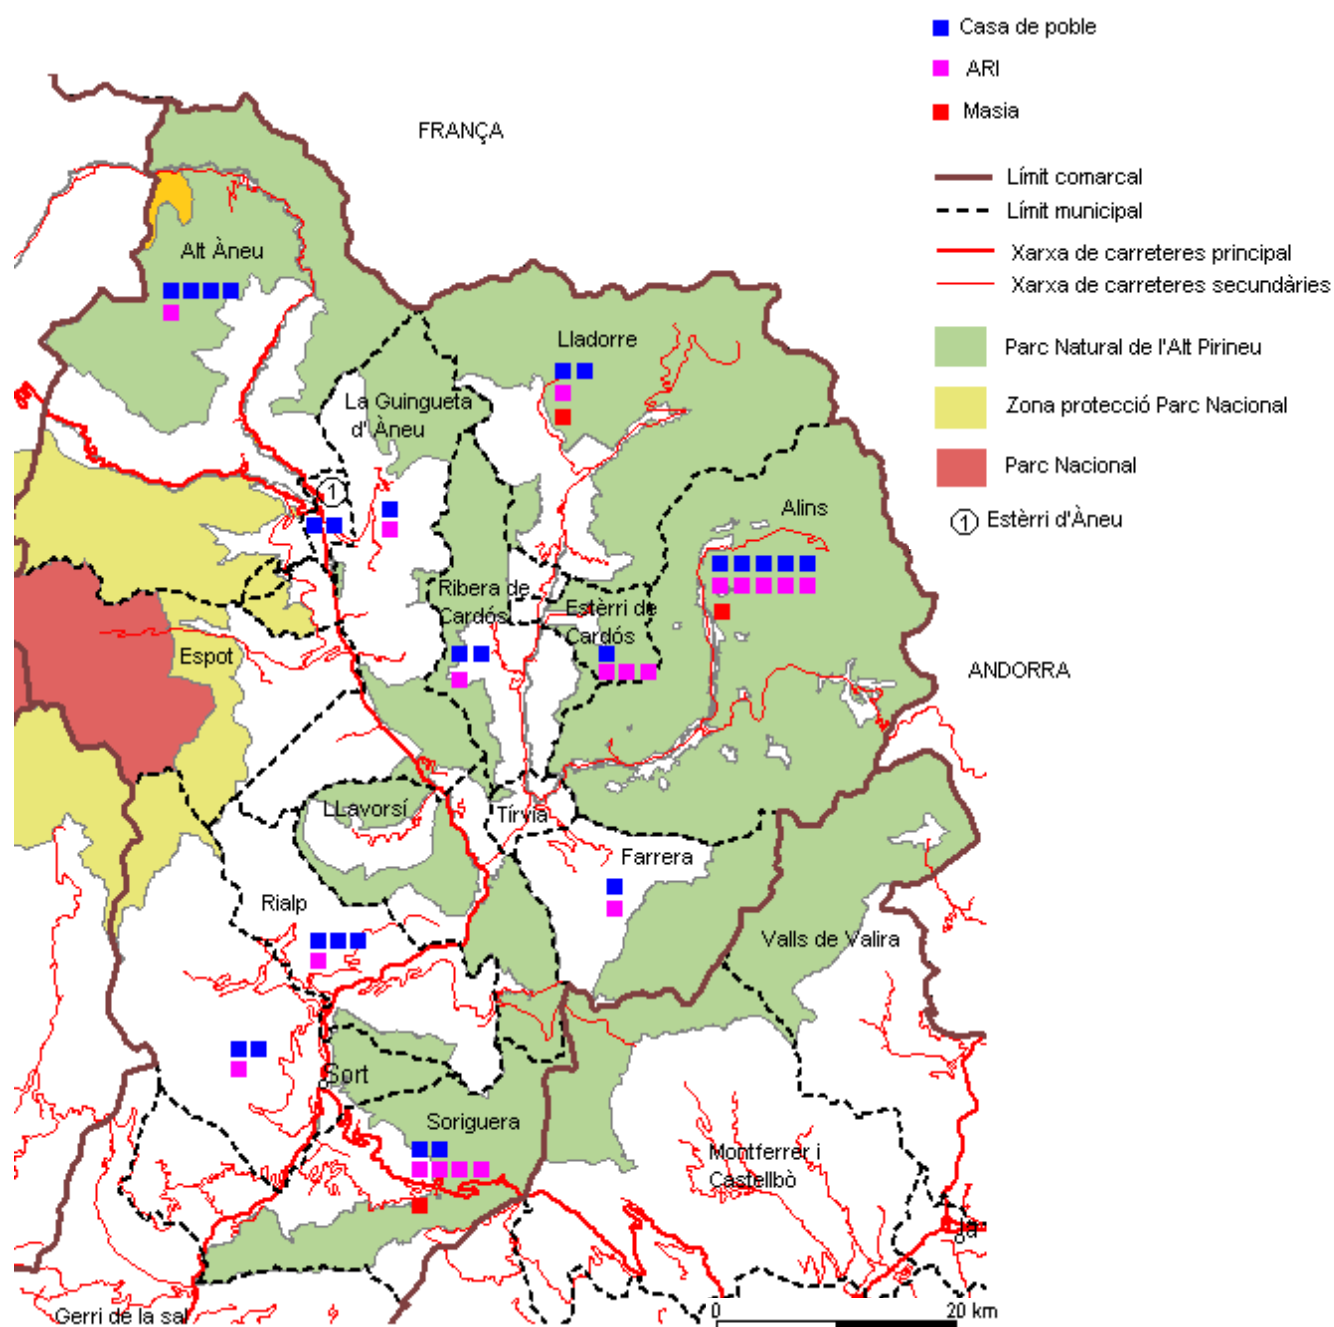 Casa de poble
ARI
Masia
FRANÇA
Límit comarcal
Límit municipal
Xarxa de carreteres principal
Xarxa de carreteres secundàries
Alt Àneu
Lladorre
Parc Natural de l'Alt Pirineu
La Guingueta
d' Àneu
Zona protecció Parc Nacional
Parc Nacional
1
Alins
1 Estèrri d'Àneu
Ribera de
Cardós
Estèrri de
Cardós
Espot
ANDORRA
LLavorsí
Tírvia
Farrera
Rialp
Valls de Valira
Sort
Soriguera
Montferrer i
Castellbò
la
Gerri de la sal
0 20 km